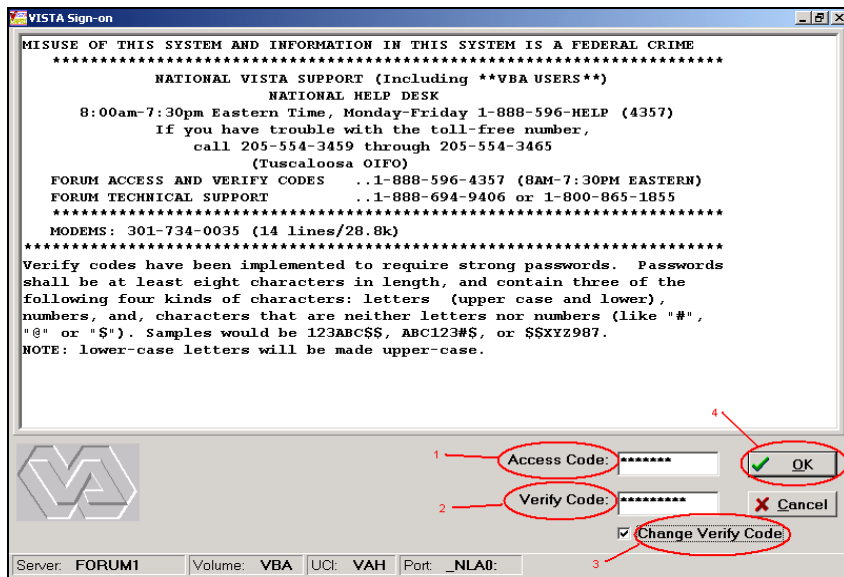 VISTA Sign-on
MISUSE OF THIS SYSTEM AND INFORMATION IN THIS SYSTEM IS A FEDERAL CRIME
***********************************************************************
NATIONAL VISTA SUPPORT (Including **VBA USERS**)
NATIONAL HELP DESK
8:00am-7:30pm Eastern Time, Monday-Friday 1-888-596-HELP (4357)
If you have trouble with the toll-free number,
call 205-554-3459 through 205-554-3465
(Tuscaloosa OIFO)
FORUM ACCESS AND VERIFY CODES ..1-888-596-4357 (8AM-7:30PM EASTERN)
FORUM TECHNICAL SUPPORT ..1-888-694-9406 or 1-800-865-1855
***********************************************************************
MODEMS: 301-734-0035 (14 lines/28.8k)
**************************************************************************
Verify codes have been implemented to require strong passwords. Passwords
shall be at least eight characters in length, and contain three of the
following four kinds of characters: letters (upper case and lower),
numbers, and, characters that are neither letters nor numbers (like "#",
"@" or "$"). Samples would be 123ABC$$, ABC123#$, or $$XYZ987.
NOTE: lower-case letters will be made upper-case.
4
1 Access Code: ******* OK
2 Verify Code: ********* Cancel
Change Verify Code
3
Server: FORUM1 Volume: VBA UCI: VAH Port: _NLA0: